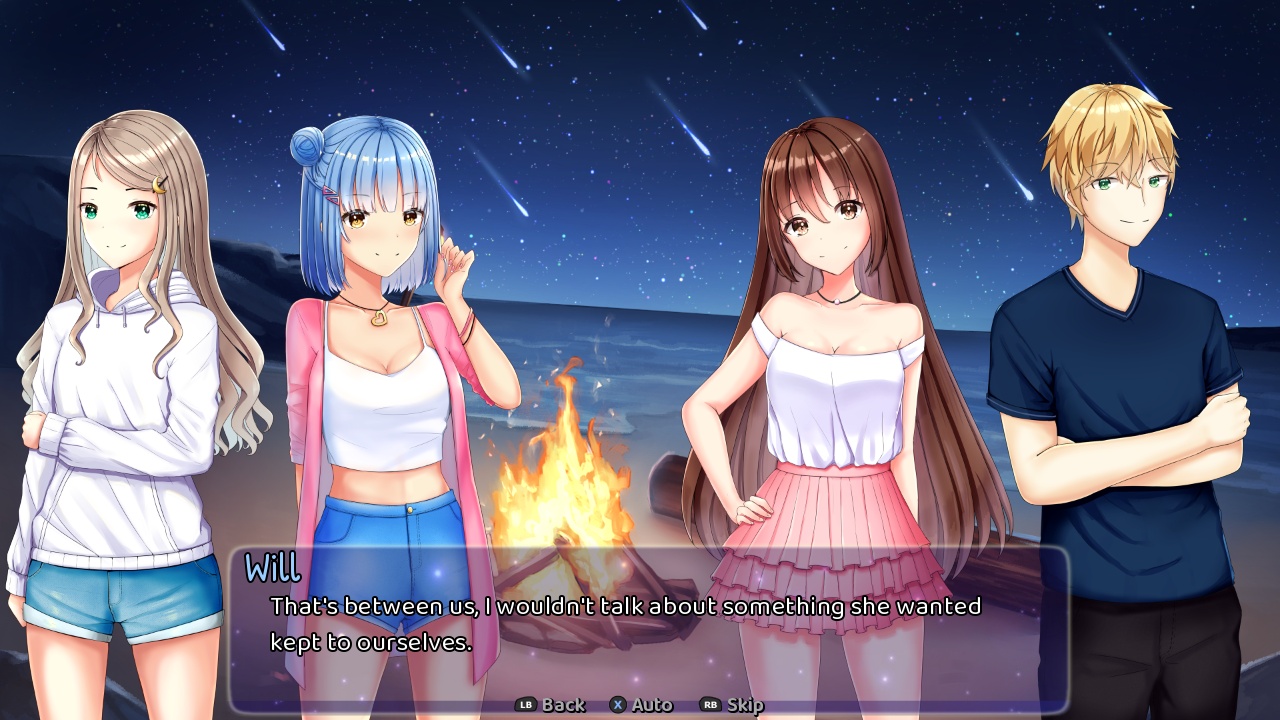 Will
That's between us, I wouldn't talk about something she wanted
kept to ourselves.
LB Back X Auto RB Skip